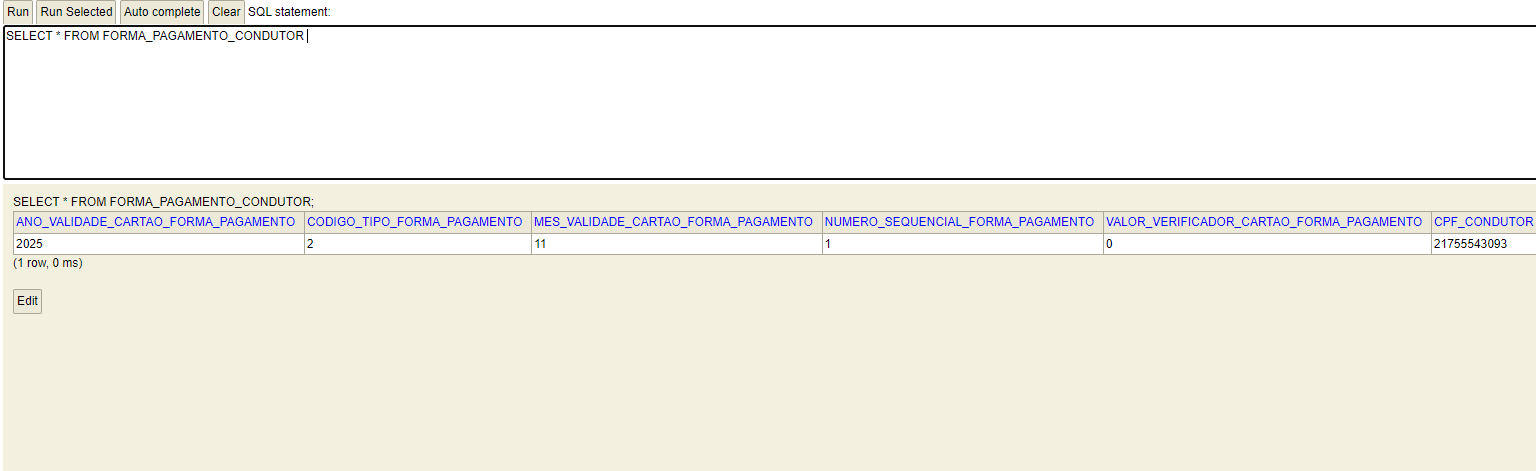 Run Run Selected Auto complete Clear SQL statement:
SELECT * FROM FORMA_PAGAMENTO_CONDUTOR
SELECT * FROM FORMA_PAGAMENTO_CONDUTOR;
ANO_VALIDADE_CARTAO_FORMA_PAGAMENTO CODIGO_TIPO_FORMA_PAGAMENTO MES_VALIDADE_CARTAO_FORMA_PAGAMENTO NUMERO_SEQUENCIAL_FORMA_PAGAMENTO VALOR_VERIFICADOR_CARTAO_FORMA_PAGAMENTO CPF_CONDUTOR
2025 2 11 1 0 21755543093
(1 row, 0 ms)
Edit